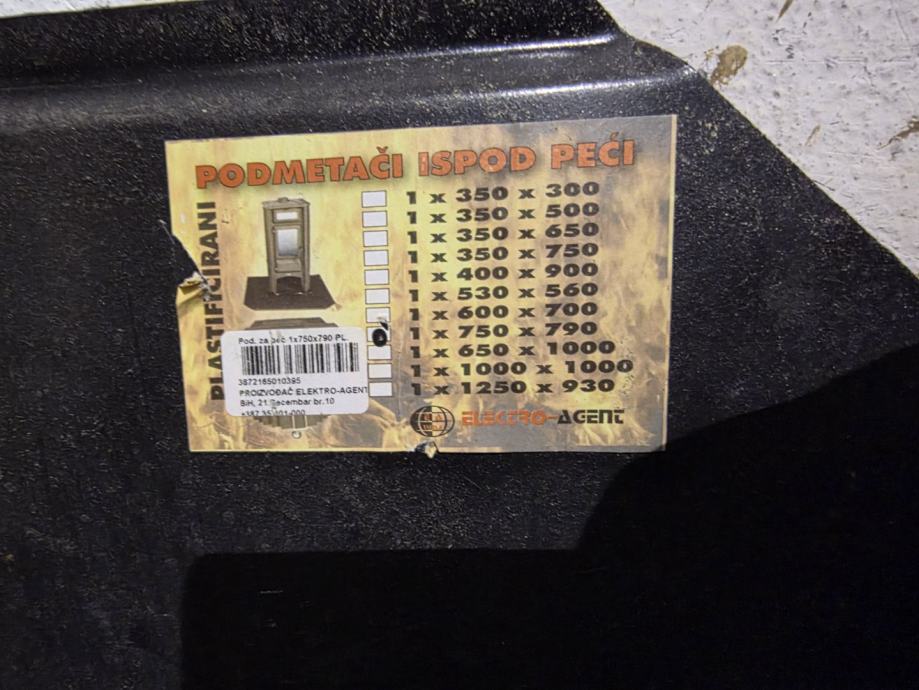 PODMETAČI ISPOD PEĆI
PLASTIFICIRANI
1 x 350 x 300
1 x 350 x 500
1 x 350 x 650
1 x 350 x 750
1 x 400 x 900
1 x 530 x 560
1 x 600 x 700
1 x 750 x 790
1 x 650 x 1000
1 x 1000 x 1000
1 x 1250 x 930
Pod. za peć 1x750x790 PL.
3872165010395
PROIZVOĐAČ ELEKTRO-AGENT
BiH, 21 Decembar br.10
ELECTRO-AGENT